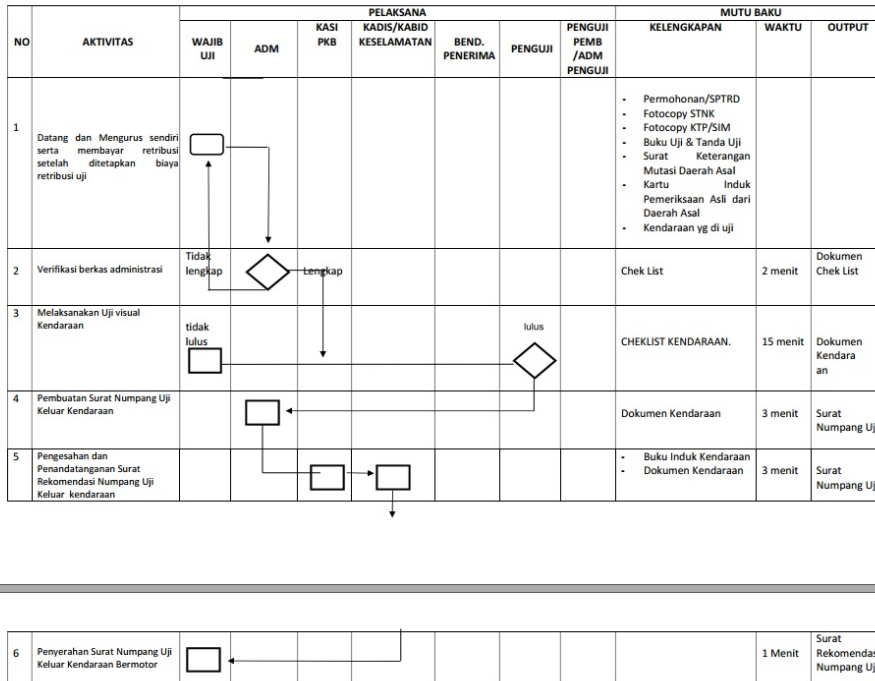 PELAKSANA
MUTU BAKU
NO
AKTIVITAS
WAJIB
UJI
ADM
KASI
PKB
KADIS/KABID
KESELAMATAN
BEND.
PENERIMA
PENGUJI
PENGUJI
PEMB
/ADM
PENGUJI
KELENGKAPAN
WAKTU
OUTPUT
1
Datang dan Mengurus sendiri
serta membayar retribusi
setelah ditetapkan biaya
retribusi uji
- Permohonan/SPTRD
- Fotocopy STNK
- Fotocopy KTP/SIM
- Buku Uji & Tanda Uji
- Surat Keterangan
Mutasi Daerah Asal
- Kartu Induk
Pemeriksaan Asli dari
Daerah Asal
- Kendaraan yg di uji
2
Verifikasi berkas administrasi
Tidak
lengkap
Lengkap
Chek List
2 menit
Dokumen
Chek List
3
Melaksanakan Uji visual
Kendaraan
tidak
lulus
lulus
CHEKLIST KENDARAAN.
15 menit
Dokumen
Kendara
an
4
Pembuatan Surat Numpang Uji
Keluar Kendaraan
Dokumen Kendaraan
3 menit
Surat
Numpang Uj
5
Pengesahan dan
Penandatanganan Surat
Rekomendasi Numpang Uji
Keluar kendaraan
- Buku Induk Kendaraan
- Dokumen Kendaraan
3 menit
Surat
Numpang Uj
6
Penyerahan Surat Numpang Uji
Keluar Kendaraan Bermotor
1 Menit
Surat
Rekomendas
Numpang Uj